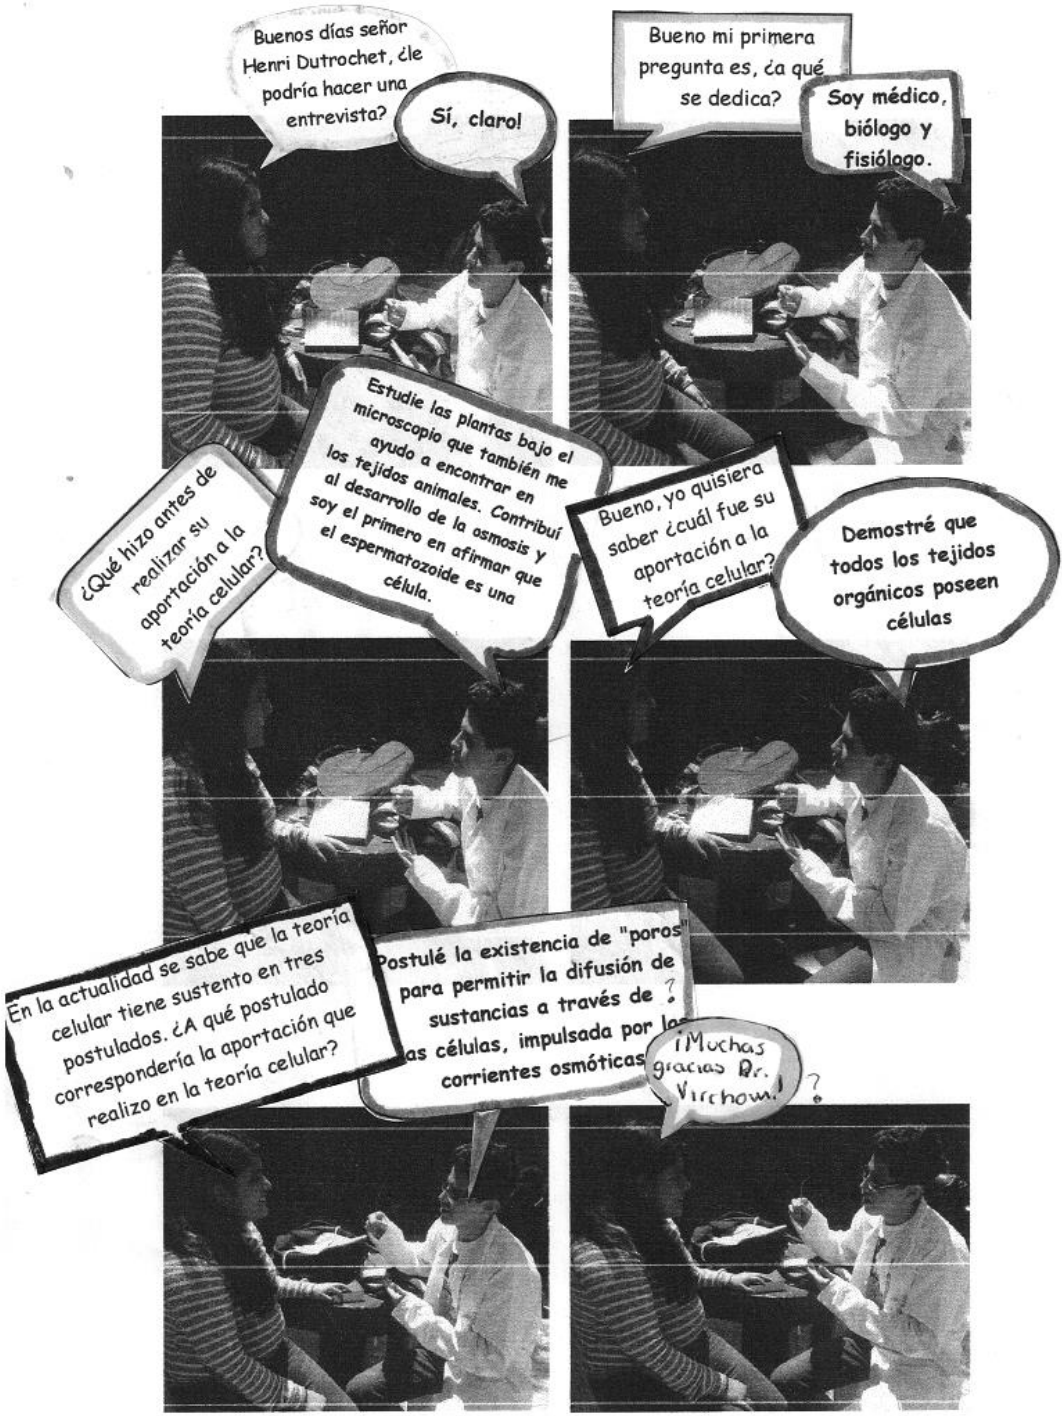 Buenos días señor
Henri Dutrochet, ¿le
podría hacer una
entrevista?
Sí, claro!
Bueno mi primera
pregunta es, ¿a qué
se dedica?
Soy médico,
biólogo y
fisiólogo.
¿Qué hizo antes de
realizar su
aportación a la
teoría celular?
Estudie las plantas bajo el
microscopio que también me
ayudo a encontrar en
los tejidos animales. Contribuí
al desarrollo de la osmosis y
soy el primero en afirmar que
el espermatozoide es una
célula.
Bueno, yo quisiera
saber ¿cuál fue su
aportación a la
teoría celular?
Demostré que
todos los tejidos
orgánicos poseen
células
En la actualidad se sabe que la teoría
celular tiene sustento en tres
postulados. ¿A qué postulado
correspondería la aportación que
realizo en la teoría celular?
Postulé la existencia de "poros"
para permitir la difusión de
sustancias a través de ?
as células, impulsada por los
corrientes osmóticas
¡Muchas
gracias Dr.
Virchow! ?